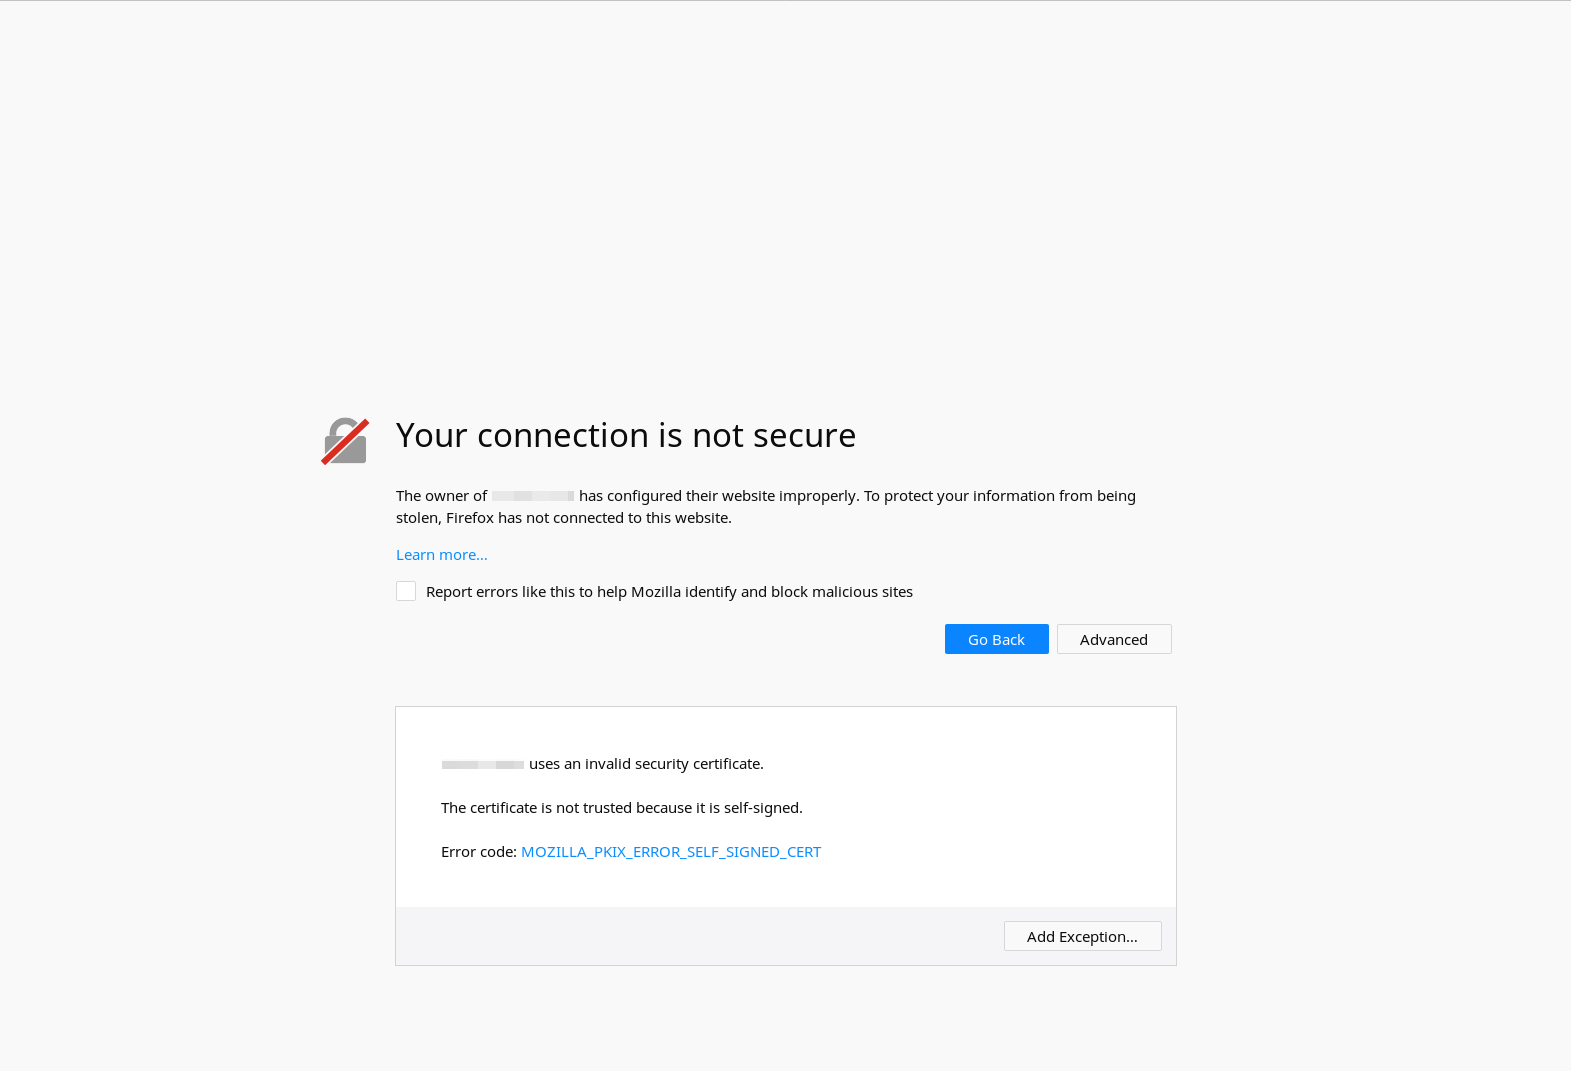 Your connection is not secure
The owner of has configured their website improperly. To protect your information from being
stolen, Firefox has not connected to this website.
Learn more...
Report errors like this to help Mozilla identify and block malicious sites
Go Back
Advanced
uses an invalid security certificate.
The certificate is not trusted because it is self-signed.
Error code: MOZILLA_PKIX_ERROR_SELF_SIGNED_CERT
Add Exception...